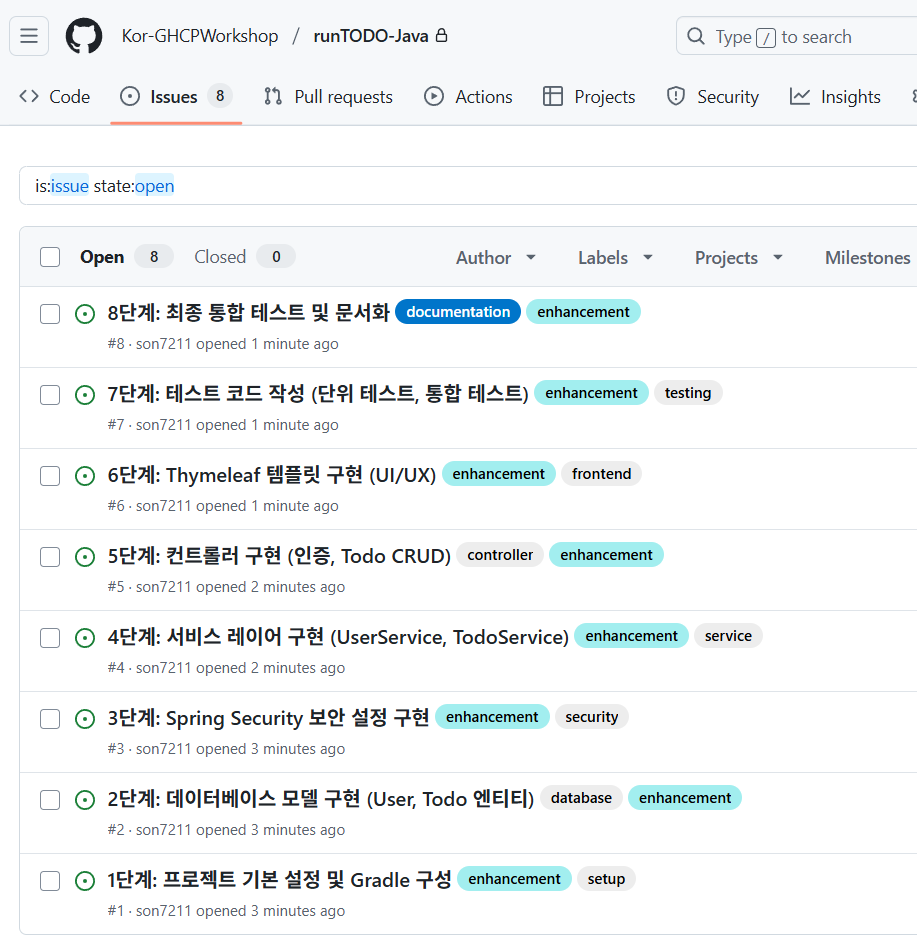 Kor-GHCPWorkshop / runTODO-Java Type / to search
Code Issues 8 Pull requests Actions Projects Security Insights
is:issue state:open
Open 8 Closed 0 Author Labels Projects Milestones
8단계: 최종 통합 테스트 및 문서화 documentation enhancement
#8 · son7211 opened 1 minute ago
7단계: 테스트 코드 작성 (단위 테스트, 통합 테스트) enhancement testing
#7 · son7211 opened 1 minute ago
6단계: Thymeleaf 템플릿 구현 (UI/UX) enhancement frontend
#6 · son7211 opened 1 minute ago
5단계: 컨트롤러 구현 (인증, Todo CRUD) controller enhancement
#5 · son7211 opened 2 minutes ago
4단계: 서비스 레이어 구현 (UserService, TodoService) enhancement service
#4 · son7211 opened 2 minutes ago
3단계: Spring Security 보안 설정 구현 enhancement security
#3 · son7211 opened 3 minutes ago
2단계: 데이터베이스 모델 구현 (User, Todo 엔티티) database enhancement
#2 · son7211 opened 3 minutes ago
1단계: 프로젝트 기본 설정 및 Gradle 구성 enhancement setup
#1 · son7211 opened 3 minutes ago